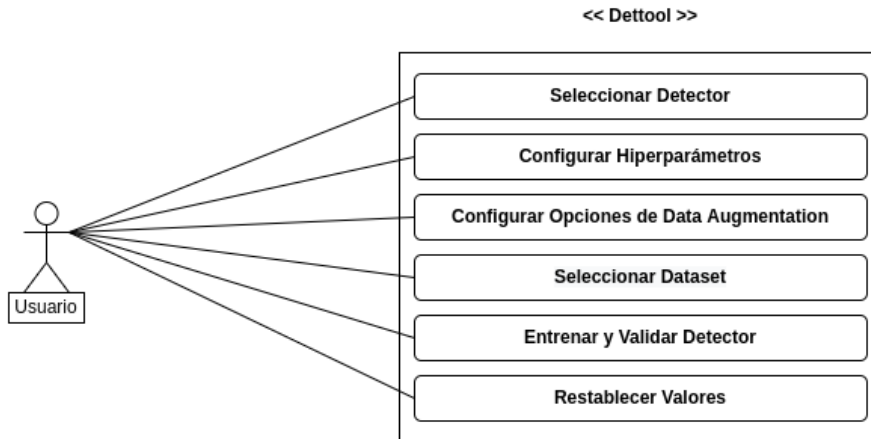 << Dettool >>
Seleccionar Detector
Configurar Hiperparámetros
Configurar Opciones de Data Augmentation
Seleccionar Dataset
Entrenar y Validar Detector
Restablecer Valores
Usuario